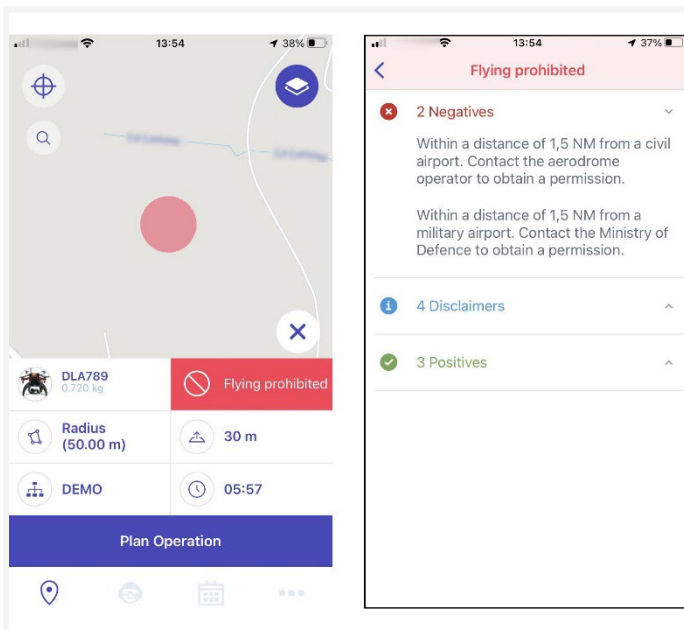 13:54
38%
DLA789
0.720 kg
Flying prohibited
Radius
(50.00 m)
30 m
DEMO
05:57
Plan Operation
13:54
37%
Flying prohibited
2 Negatives
Within a distance of 1,5 NM from a civil
airport. Contact the aerodrome
operator to obtain a permission.
Within a distance of 1,5 NM from a
military airport. Contact the Ministry of
Defence to obtain a permission.
4 Disclaimers
3 Positives